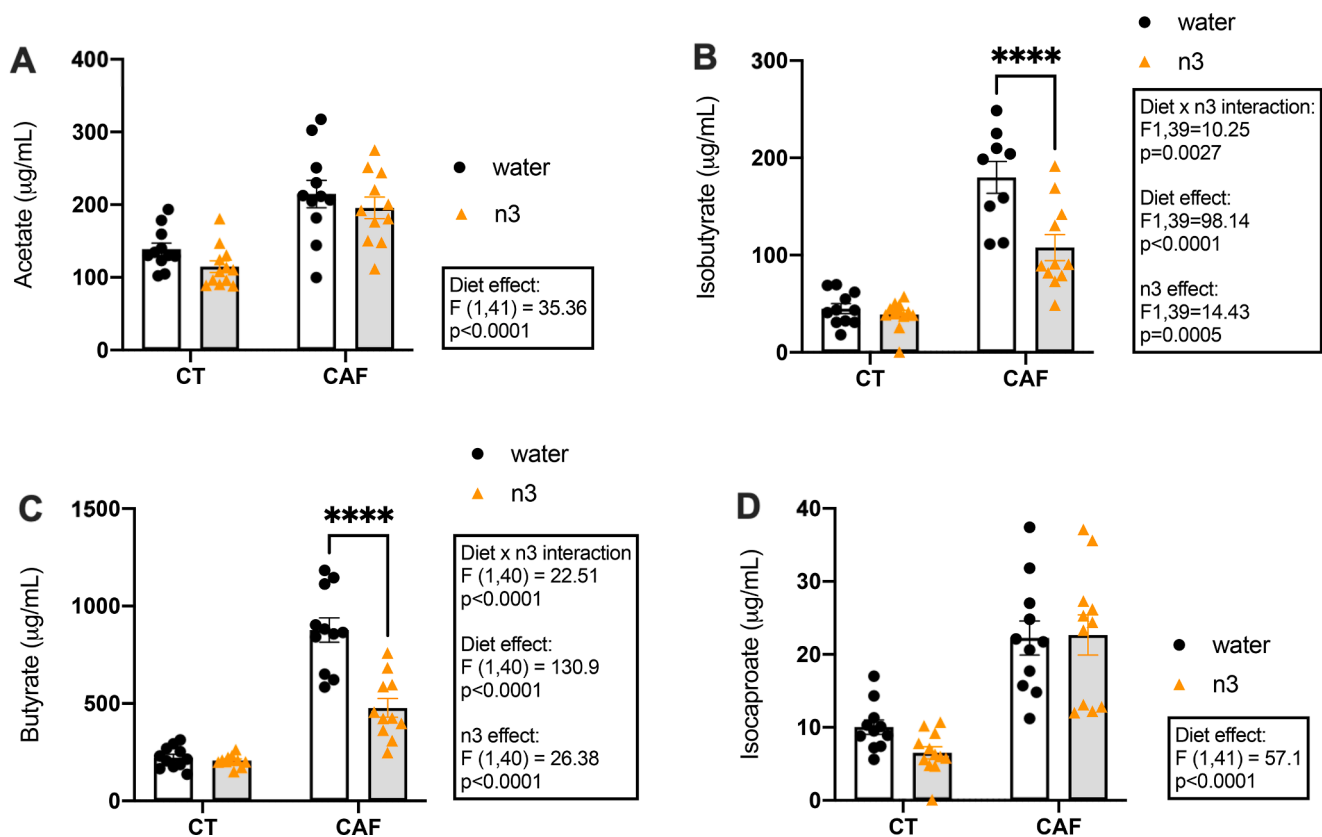 A
Acetate (µg/mL)
400
300
200
100
0
CT
CAF
water
n3
Diet effect:
F (1,41) = 35.36
p<0.0001
B
Isobutyrate (µg/mL)
300
200
100
0
CT
CAF
****
water
n3
Diet x n3 interaction:
F1,39=10.25
p=0.0027
Diet effect:
F1,39=98.14
p<0.0001
n3 effect:
F1,39=14.43
p=0.0005
C
Butyrate (µg/mL)
1500
1000
500
0
CT
CAF
****
water
n3
Diet x n3 interaction
F (1,40) = 22.51
p<0.0001
Diet effect:
F (1,40) = 130.9
p<0.0001
n3 effect:
F (1,40) = 26.38
p<0.0001
D
Isocaproate (µg/mL)
40
30
20
10
0
CT
CAF
water
n3
Diet effect:
F (1,41) = 57.1
p<0.0001